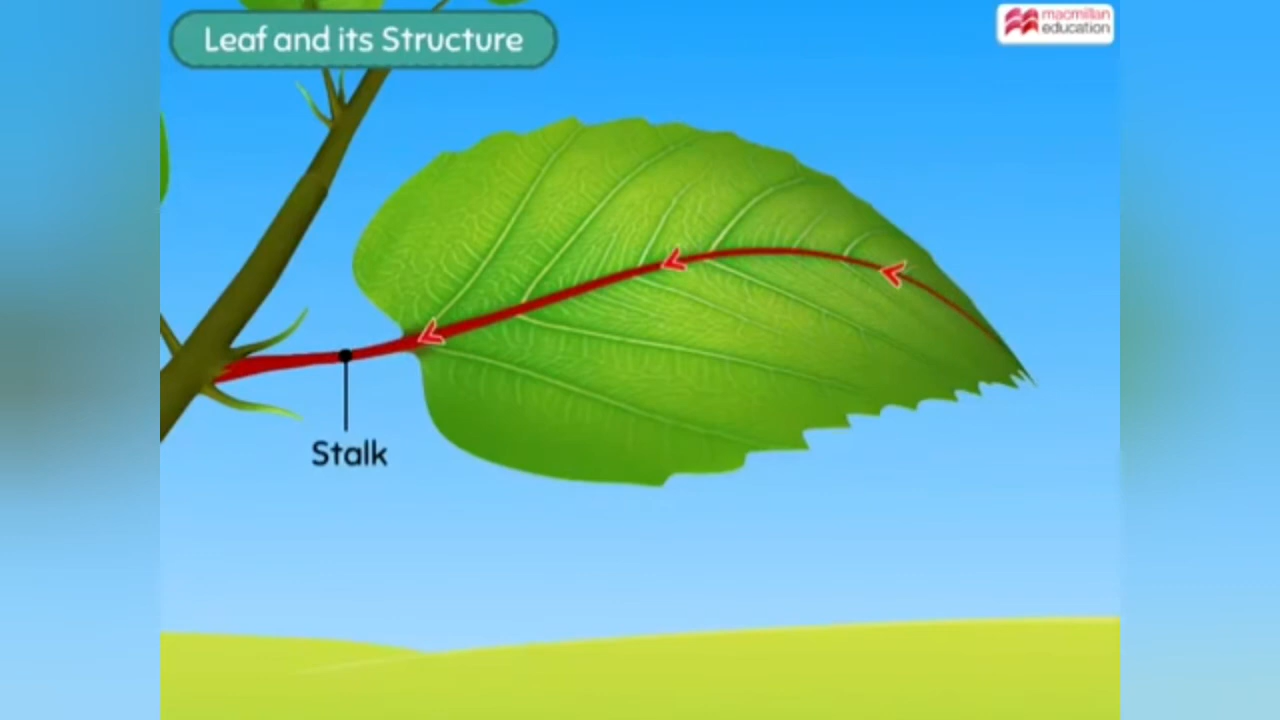 Leaf and its Structure
macmillan
education
Stalk